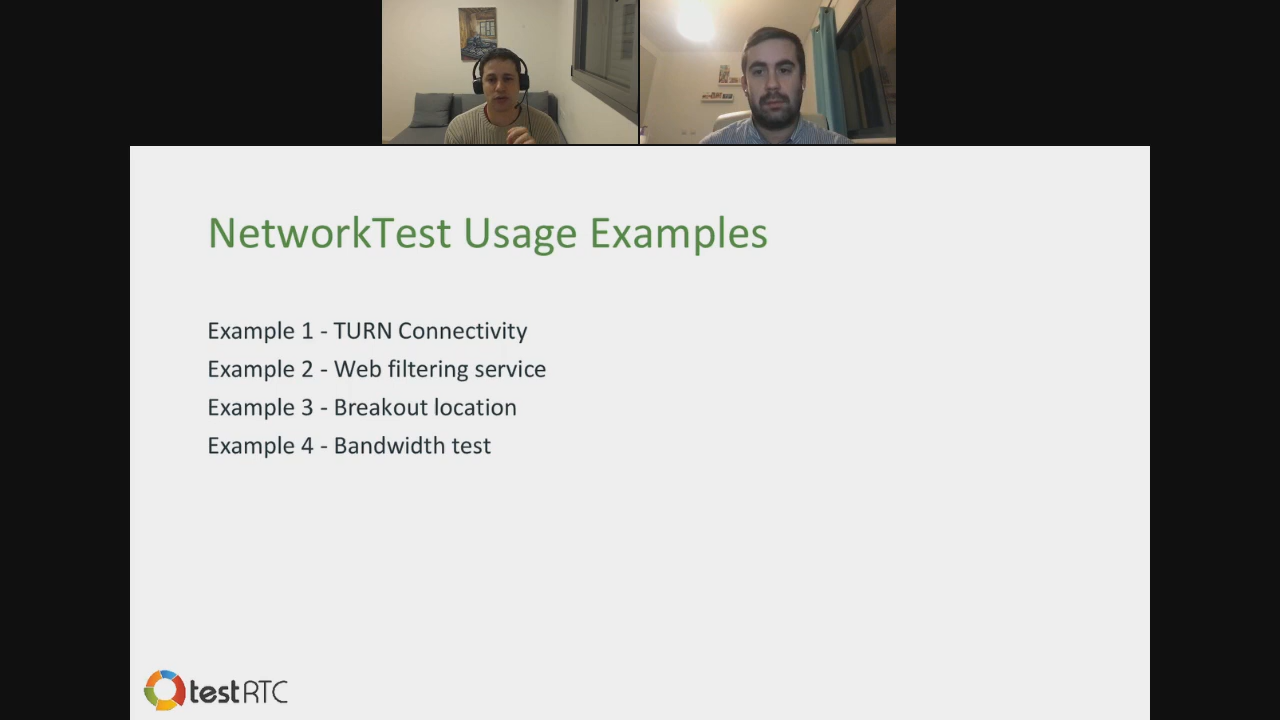 NetworkTest Usage Examples
Example 1 - TURN Connectivity
Example 2 - Web filtering service
Example 3 - Breakout location
Example 4 - Bandwidth test
testRTC